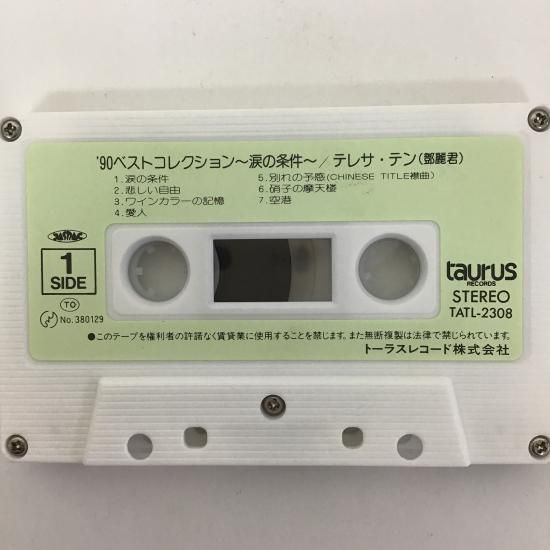 '90ベストコレクション〜涙の条件〜/テレサ・テン(鄧麗君)
1.涙の条件
2.悲しい自由
3.ワインカラーの記憶
4.愛人
5.別れの予感(CHINESE TITLE襟曲)
6.硝子の摩天楼
7.空港
1
SIDE
TO
No.380129
taurus
RECORDS
STEREO
TATL-2308
●このテープを権利者の許諾なく賃貸業に使用することを禁じます。また無断複製は法律で禁じられています。
トーラスレコード株式会社